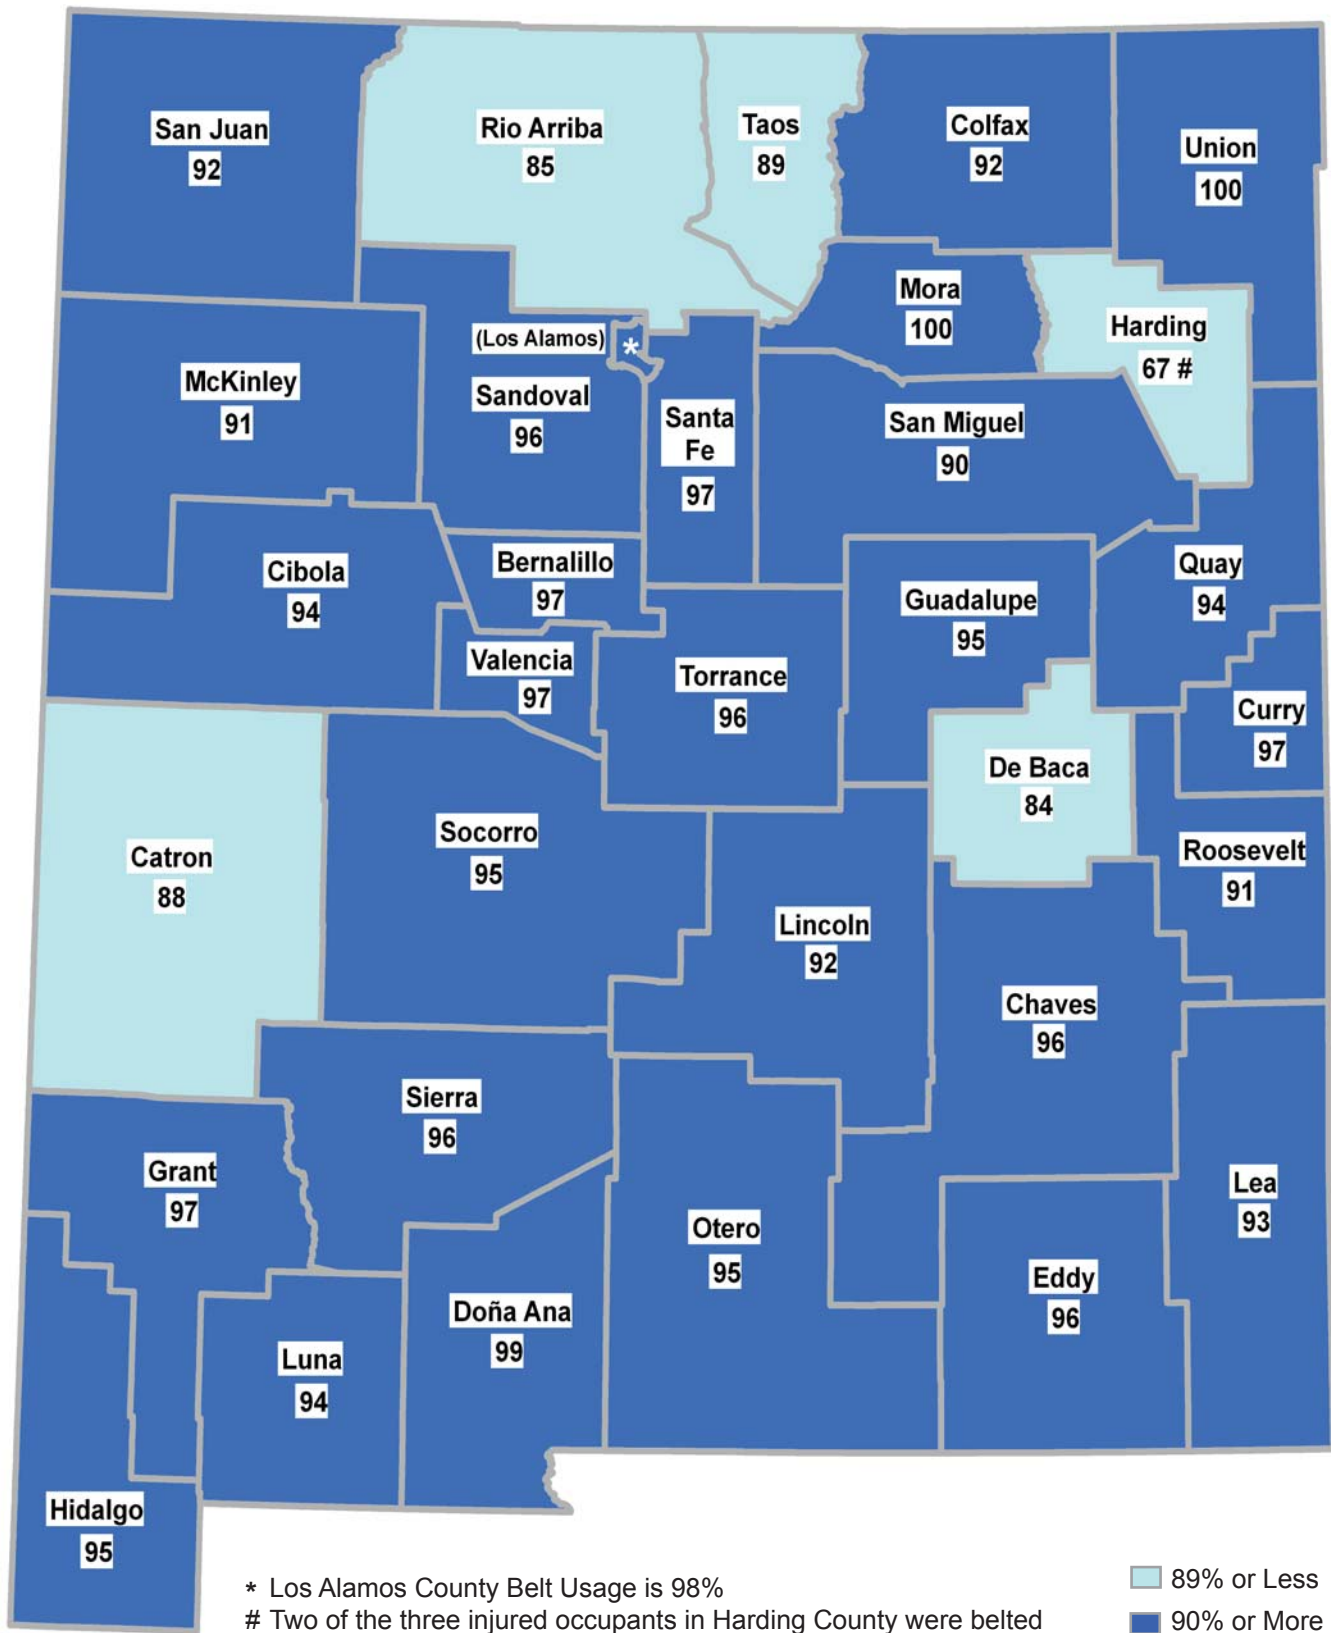 San Juan
92
Rio Arriba
85
Taos
89
Colfax
92
Union
100
Mora
100
Harding
67 #
(Los Alamos)
*
McKinley
91
Sandoval
96
Santa
Fe
97
San Miguel
90
Cibola
94
Bernalillo
97
Valencia
97
Torrance
96
Guadalupe
95
Quay
94
Curry
97
De Baca
84
Roosevelt
91
Catron
88
Socorro
95
Lincoln
92
Chaves
96
Sierra
96
Grant
97
Otero
95
Lea
93
Eddy
96
Doña Ana
99
Luna
94
Hidalgo
95
* Los Alamos County Belt Usage is 98%
# Two of the three injured occupants in Harding County were belted
89% or Less
90% or More